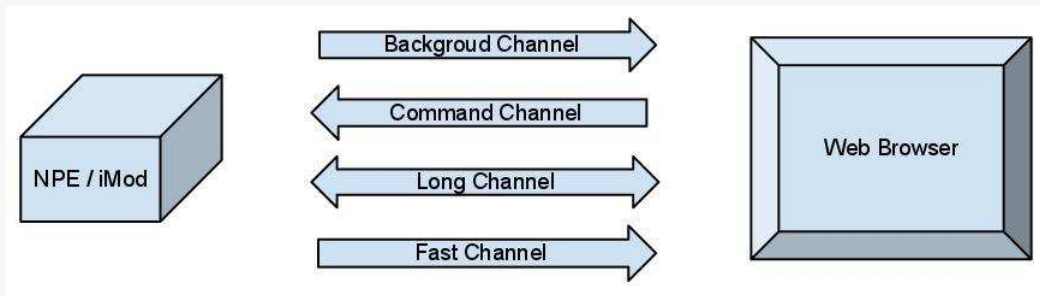 Backgroud Channel
Command Channel
NPE / iMod
Long Channel
Web Browser
Fast Channel